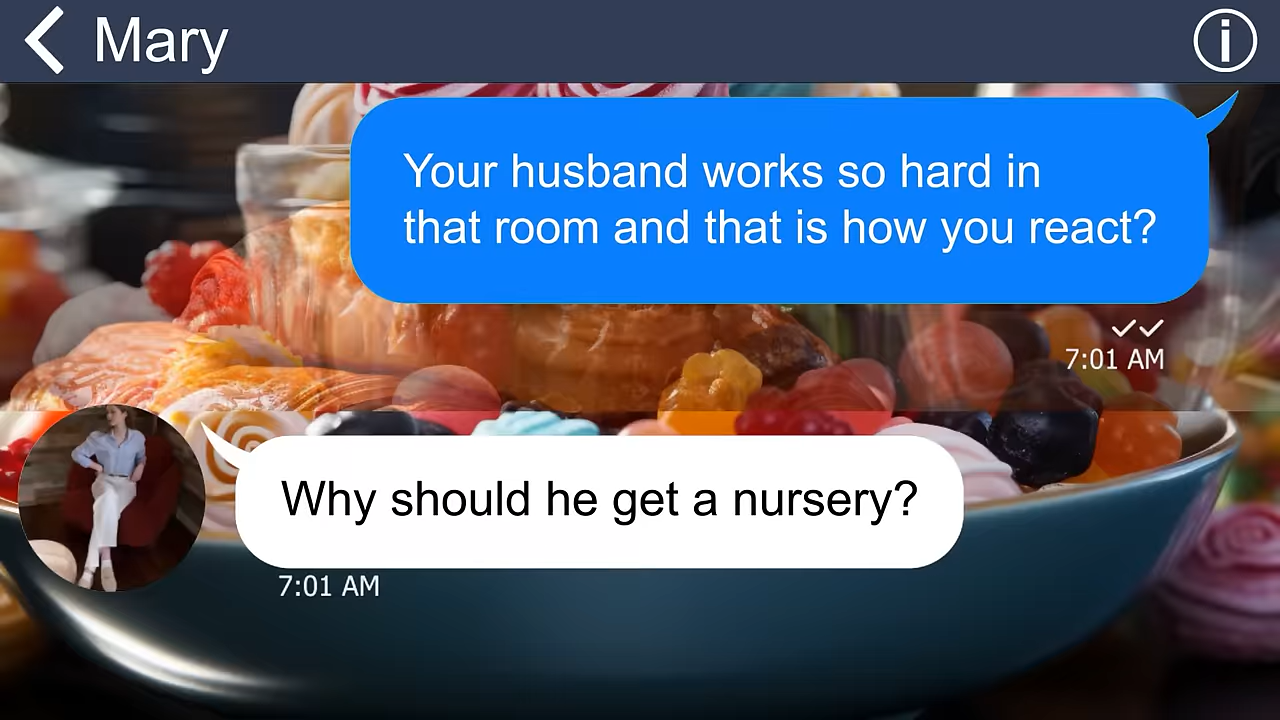 Mary
Your husband works so hard in
that room and that is how you react?
7:01 AM
Why should he get a nursery?
7:01 AM